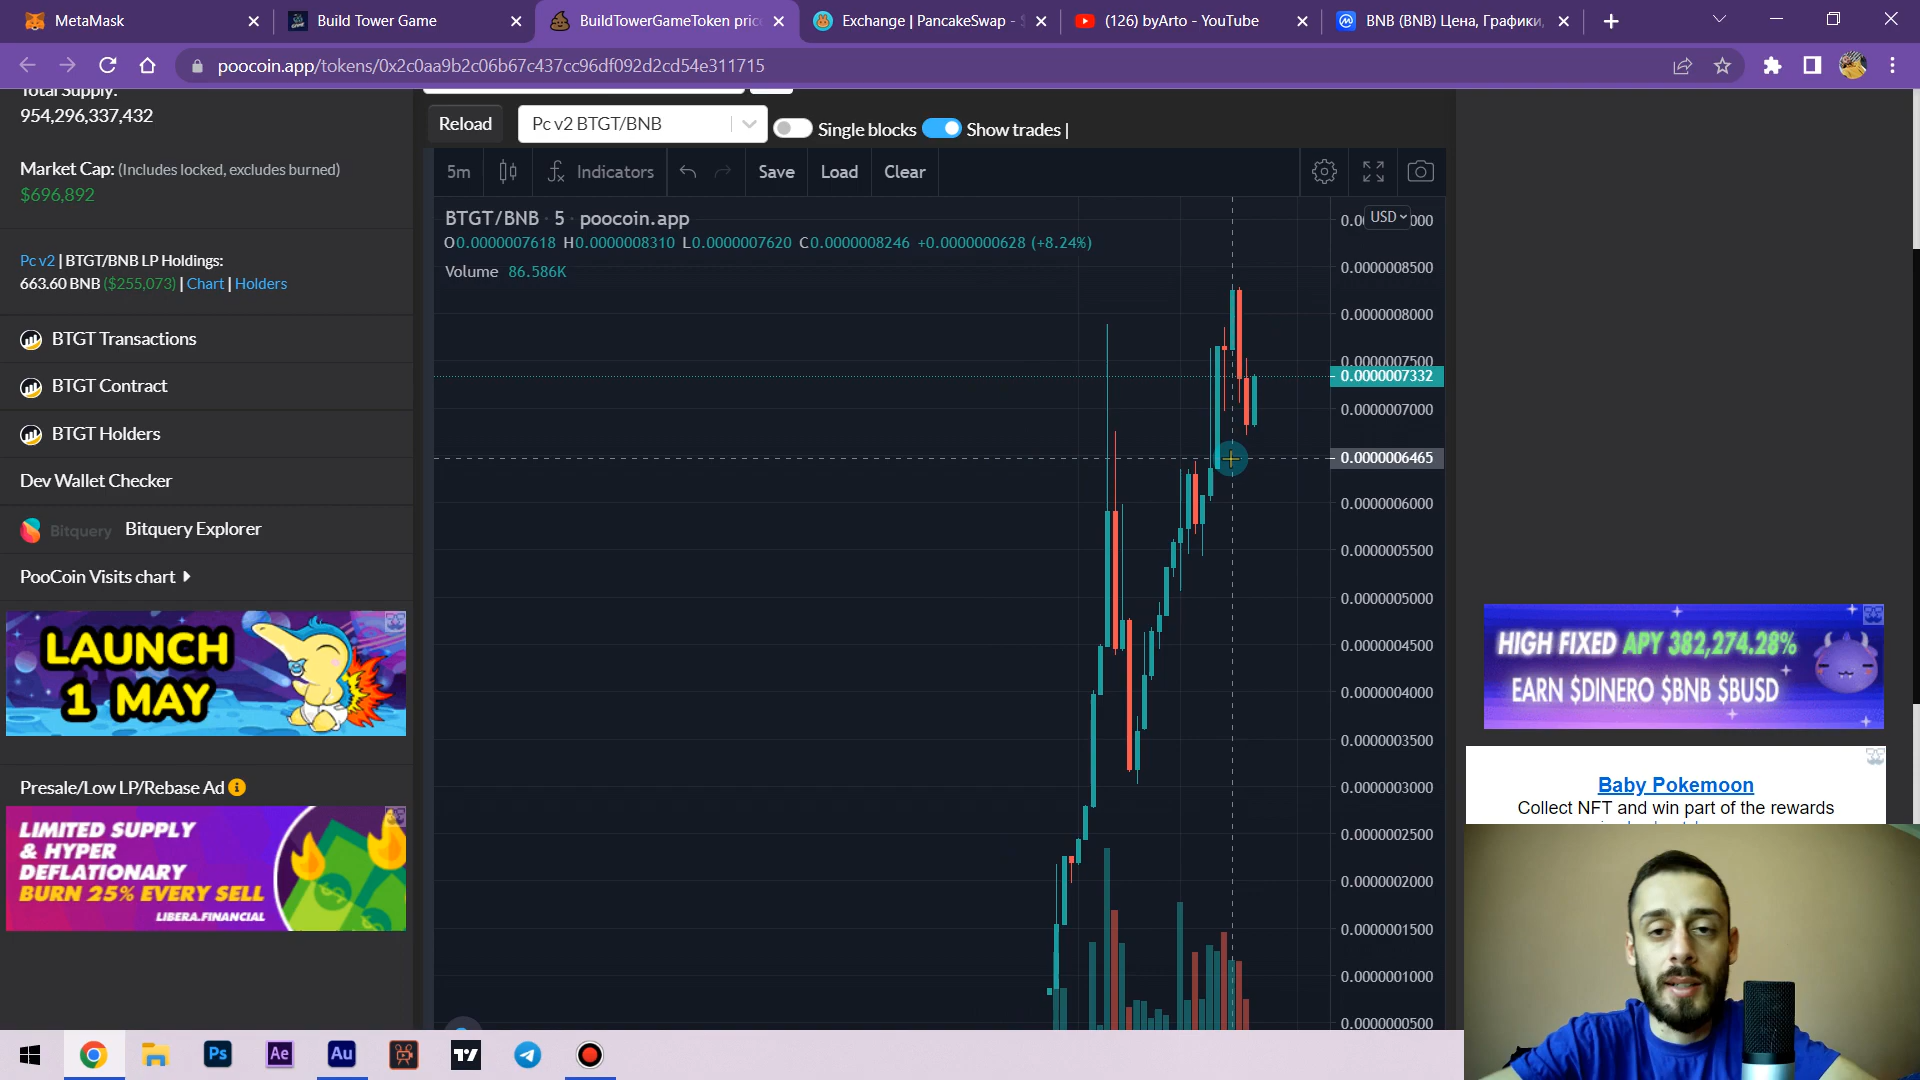 MetaMask
Build Tower Game
BuildTowerGameToken pric
Exchange | PancakeSwap - $
(126) byArto - YouTube
BNB (BNB) Цена, Графики,
poocoin.app/tokens/0x2c0aa9b2c06b67c437cc96df092d2cd54e311715
Total Supply:
954,296,337,432
Market Cap: (Includes locked, excludes burned)
$696,892
Pc v2 | BTGT/BNB LP Holdings:
663.60 BNB ($255,073) | Chart | Holders
BTGT Transactions
BTGT Contract
BTGT Holders
Dev Wallet Checker
Bitquery Bitquery Explorer
PooCoin Visits chart
LAUNCH
1 MAY
Presale/Low LP/Rebase Ad
LIMITED SUPPLY
& HYPER
DEFLATIONARY
BURN 25% EVERY SELL
LIBERA.FINANCIAL
Reload
Pc v2 BTGT/BNB
Single blocks
Show trades |
5m
Indicators
Save
Load
Clear
BTGT/BNB · 5 · poocoin.app
O0.0000007618 H0.0000008310 L0.0000007620 C0.0000008246 +0.0000000628 (+8.24%)
Volume 86.586K
USD
0.0000008500
0.0000008000
0.0000007500
0.0000007332
0.0000007000
0.0000006465
0.0000006000
0.0000005500
0.0000005000
0.0000004500
0.0000004000
0.0000003500
0.0000003000
0.0000002500
0.0000002000
0.0000001500
0.0000001000
0.0000000500
HIGH FIXED APY 382,274.28%
EARN $DINERO $BNB $BUSD
Baby Pokemoon
Collect NFT and win part of the rewards
Ps
Ae
Au